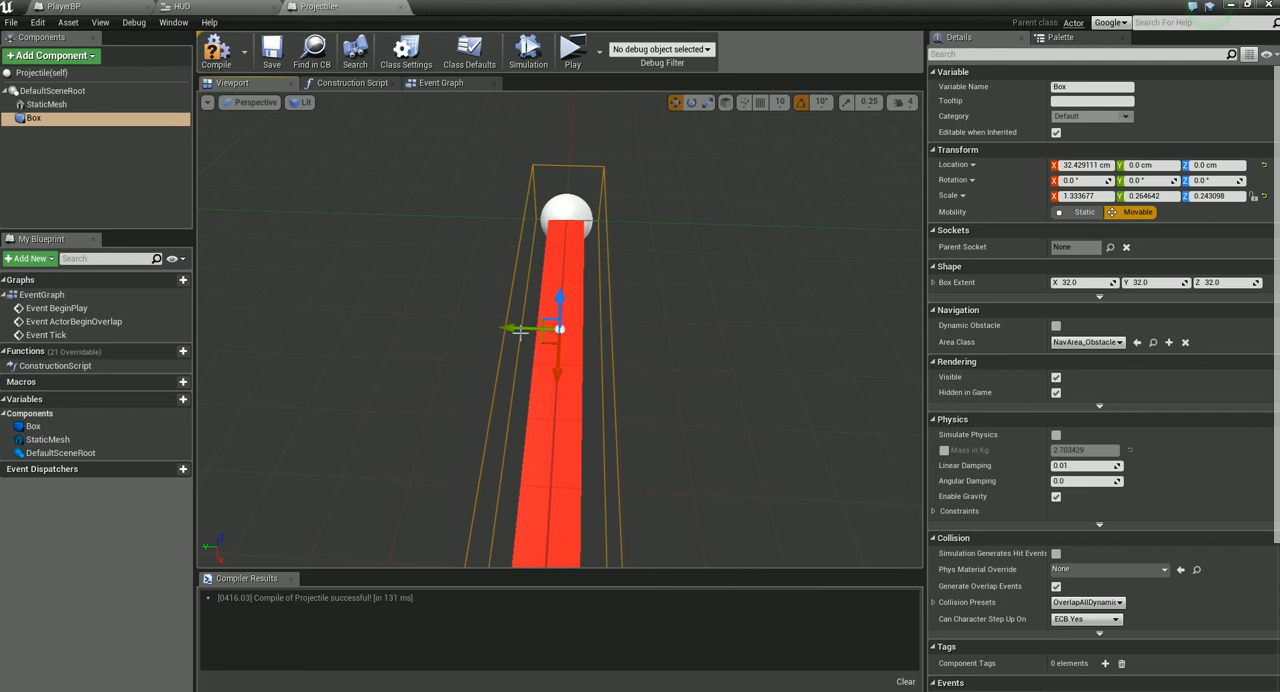 PlayerBP
HUD
Projectile*
File Edit Asset View Debug Window Help
Parent class: Actor Google Search For Help
Components
+ Add Component
Projectile(self)
DefaultSceneRoot
StaticMesh
Box
Compile Save Find in CB Search Class Settings Class Defaults Simulation Play
No debug object selected
Debug Filter
Viewport Construction Script Event Graph
Perspective Lit 10 10° 0.25 4
My Blueprint
+ Add New Search
Graphs
EventGraph
Event BeginPlay
Event ActorBeginOverlap
Event Tick
Functions (21 Overridable)
ConstructionScript
Macros
Variables
Components
Box
StaticMesh
DefaultSceneRoot
Event Dispatchers
Y Z X
Compiler Results
[0416.03] Compile of Projectile successful! [in 131 ms]
Clear
Details Palette
Search
Variable
Variable Name Box
Tooltip
Category Default
Editable when Inherited
Transform
Location X 32.429111 cm Y 0.0 cm Z 0.0 cm
Rotation X 0.0 ° Y 0.0 ° Z 0.0 °
Scale X 1.333677 Y 0.264642 Z 0.243098
Mobility Static Movable
Sockets
Parent Socket None
Shape
Box Extent X 32.0 Y 32.0 Z 32.0
Navigation
Dynamic Obstacle
Area Class NavArea_Obstacle
Rendering
Visible
Hidden in Game
Physics
Simulate Physics
Mass in Kg 2.703429
Linear Damping 0.01
Angular Damping 0.0
Enable Gravity
Constraints
Collision
Simulation Generates Hit Events
Phys Material Override None
Generate Overlap Events
Collision Presets OverlapAllDynamic
Can Character Step Up On ECB Yes
Tags
Component Tags 0 elements
Events